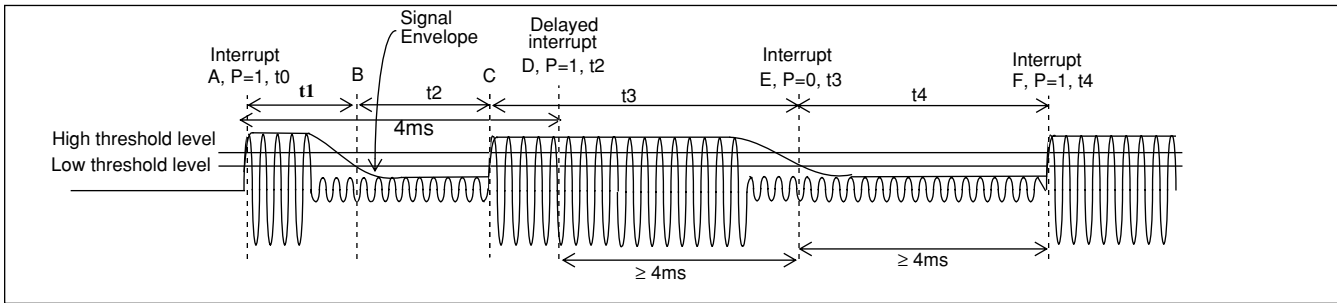 Signal
Envelope
Delayed
interrupt
D, P=1, t2
Interrupt
A, P=1, t0
B
C
Interrupt
E, P=0, t3
Interrupt
F, P=1, t4
t1
t2
t3
t4
4ms
High threshold level
Low threshold level
≥ 4ms
≥ 4ms